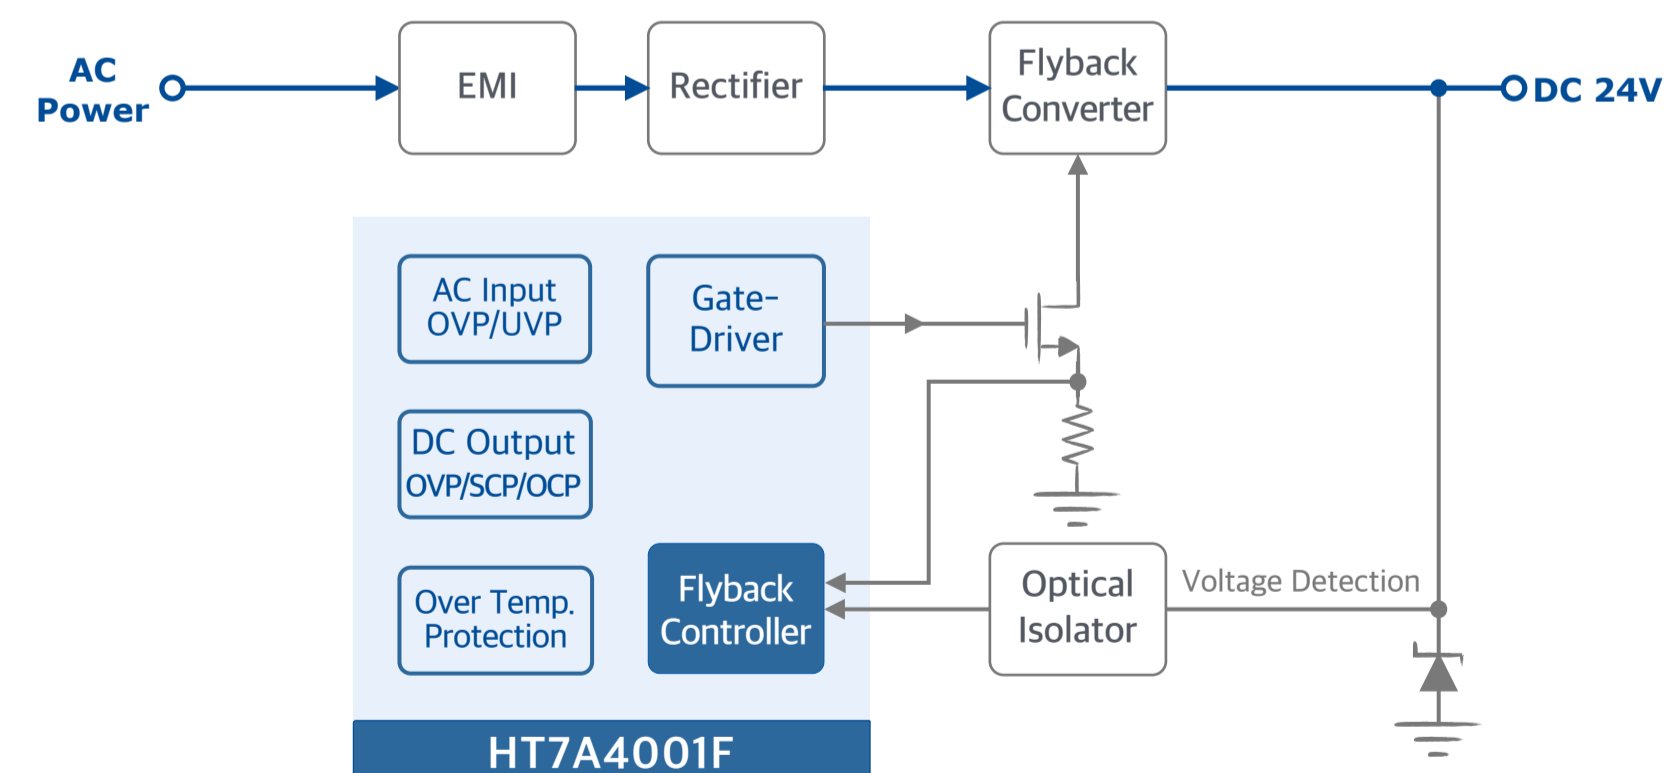 AC
Power
EMI
Rectifier
Flyback
Converter
DC 24V
AC Input
OVP/UVP
Gate-
Driver
DC Output
OVP/SCP/OCP
Over Temp.
Protection
Flyback
Controller
Optical
Isolator
Voltage Detection
HT7A4001F